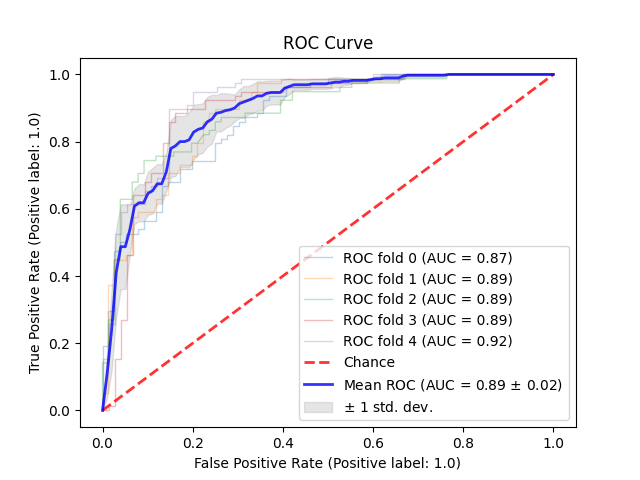 ROC Curve
True Positive Rate (Positive label: 1.0)
1.0
0.8
0.6
0.4
0.2
0.0
ROC fold 0 (AUC = 0.87)
ROC fold 1 (AUC = 0.89)
ROC fold 2 (AUC = 0.89)
ROC fold 3 (AUC = 0.89)
ROC fold 4 (AUC = 0.92)
Chance
Mean ROC (AUC = 0.89 ± 0.02)
± 1 std. dev.
0.0 0.2 0.4 0.6 0.8 1.0
False Positive Rate (Positive label: 1.0)